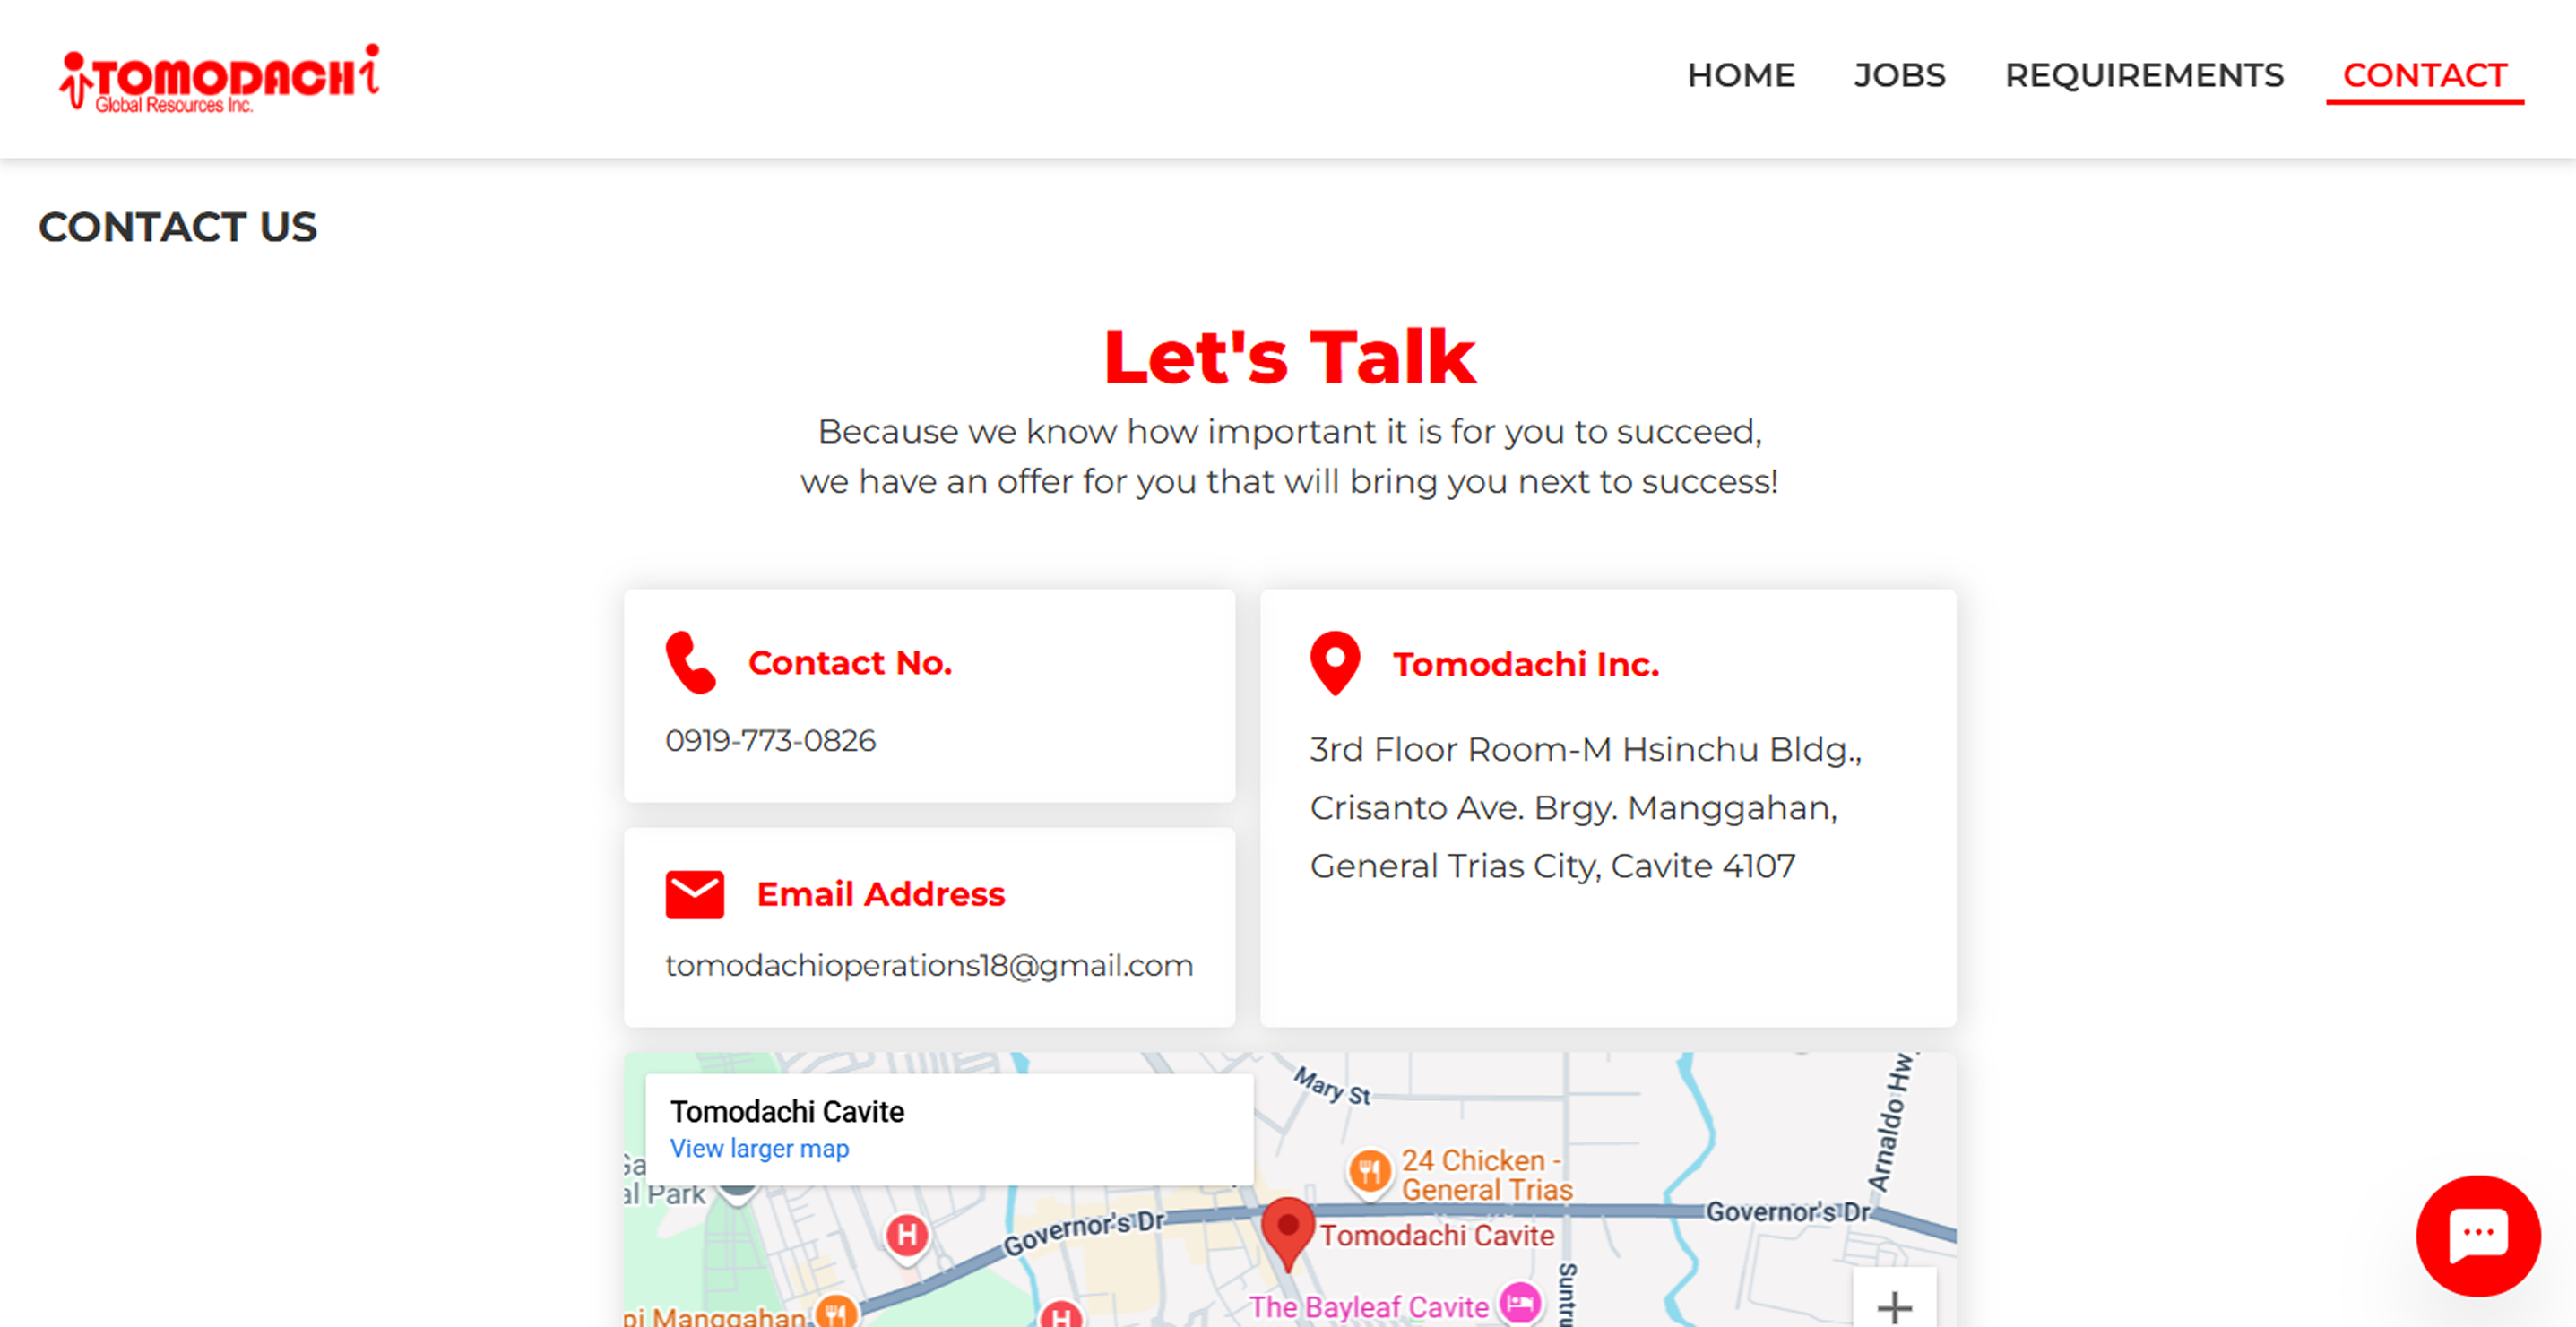 TOMODACHi
Global Resources Inc.
HOME JOBS REQUIREMENTS CONTACT
CONTACT US
Let's Talk
Because we know how important it is for you to succeed,
we have an offer for you that will bring you next to success!
Contact No.
0919-773-0826
Email Address
tomodachioperations18@gmail.com
Tomodachi Inc.
3rd Floor Room-M Hsinchu Bldg.,
Crisanto Ave. Brgy. Manggahan,
General Trias City, Cavite 4107
Tomodachi Cavite
View larger map
al Park
Mary St
24 Chicken -
General Trias
Arnaldo Hw
Governor's Dr
Governor's Dr
Tomodachi Cavite
H
The Bayleaf Cavite
Suntru
pi Manggahan
H
+